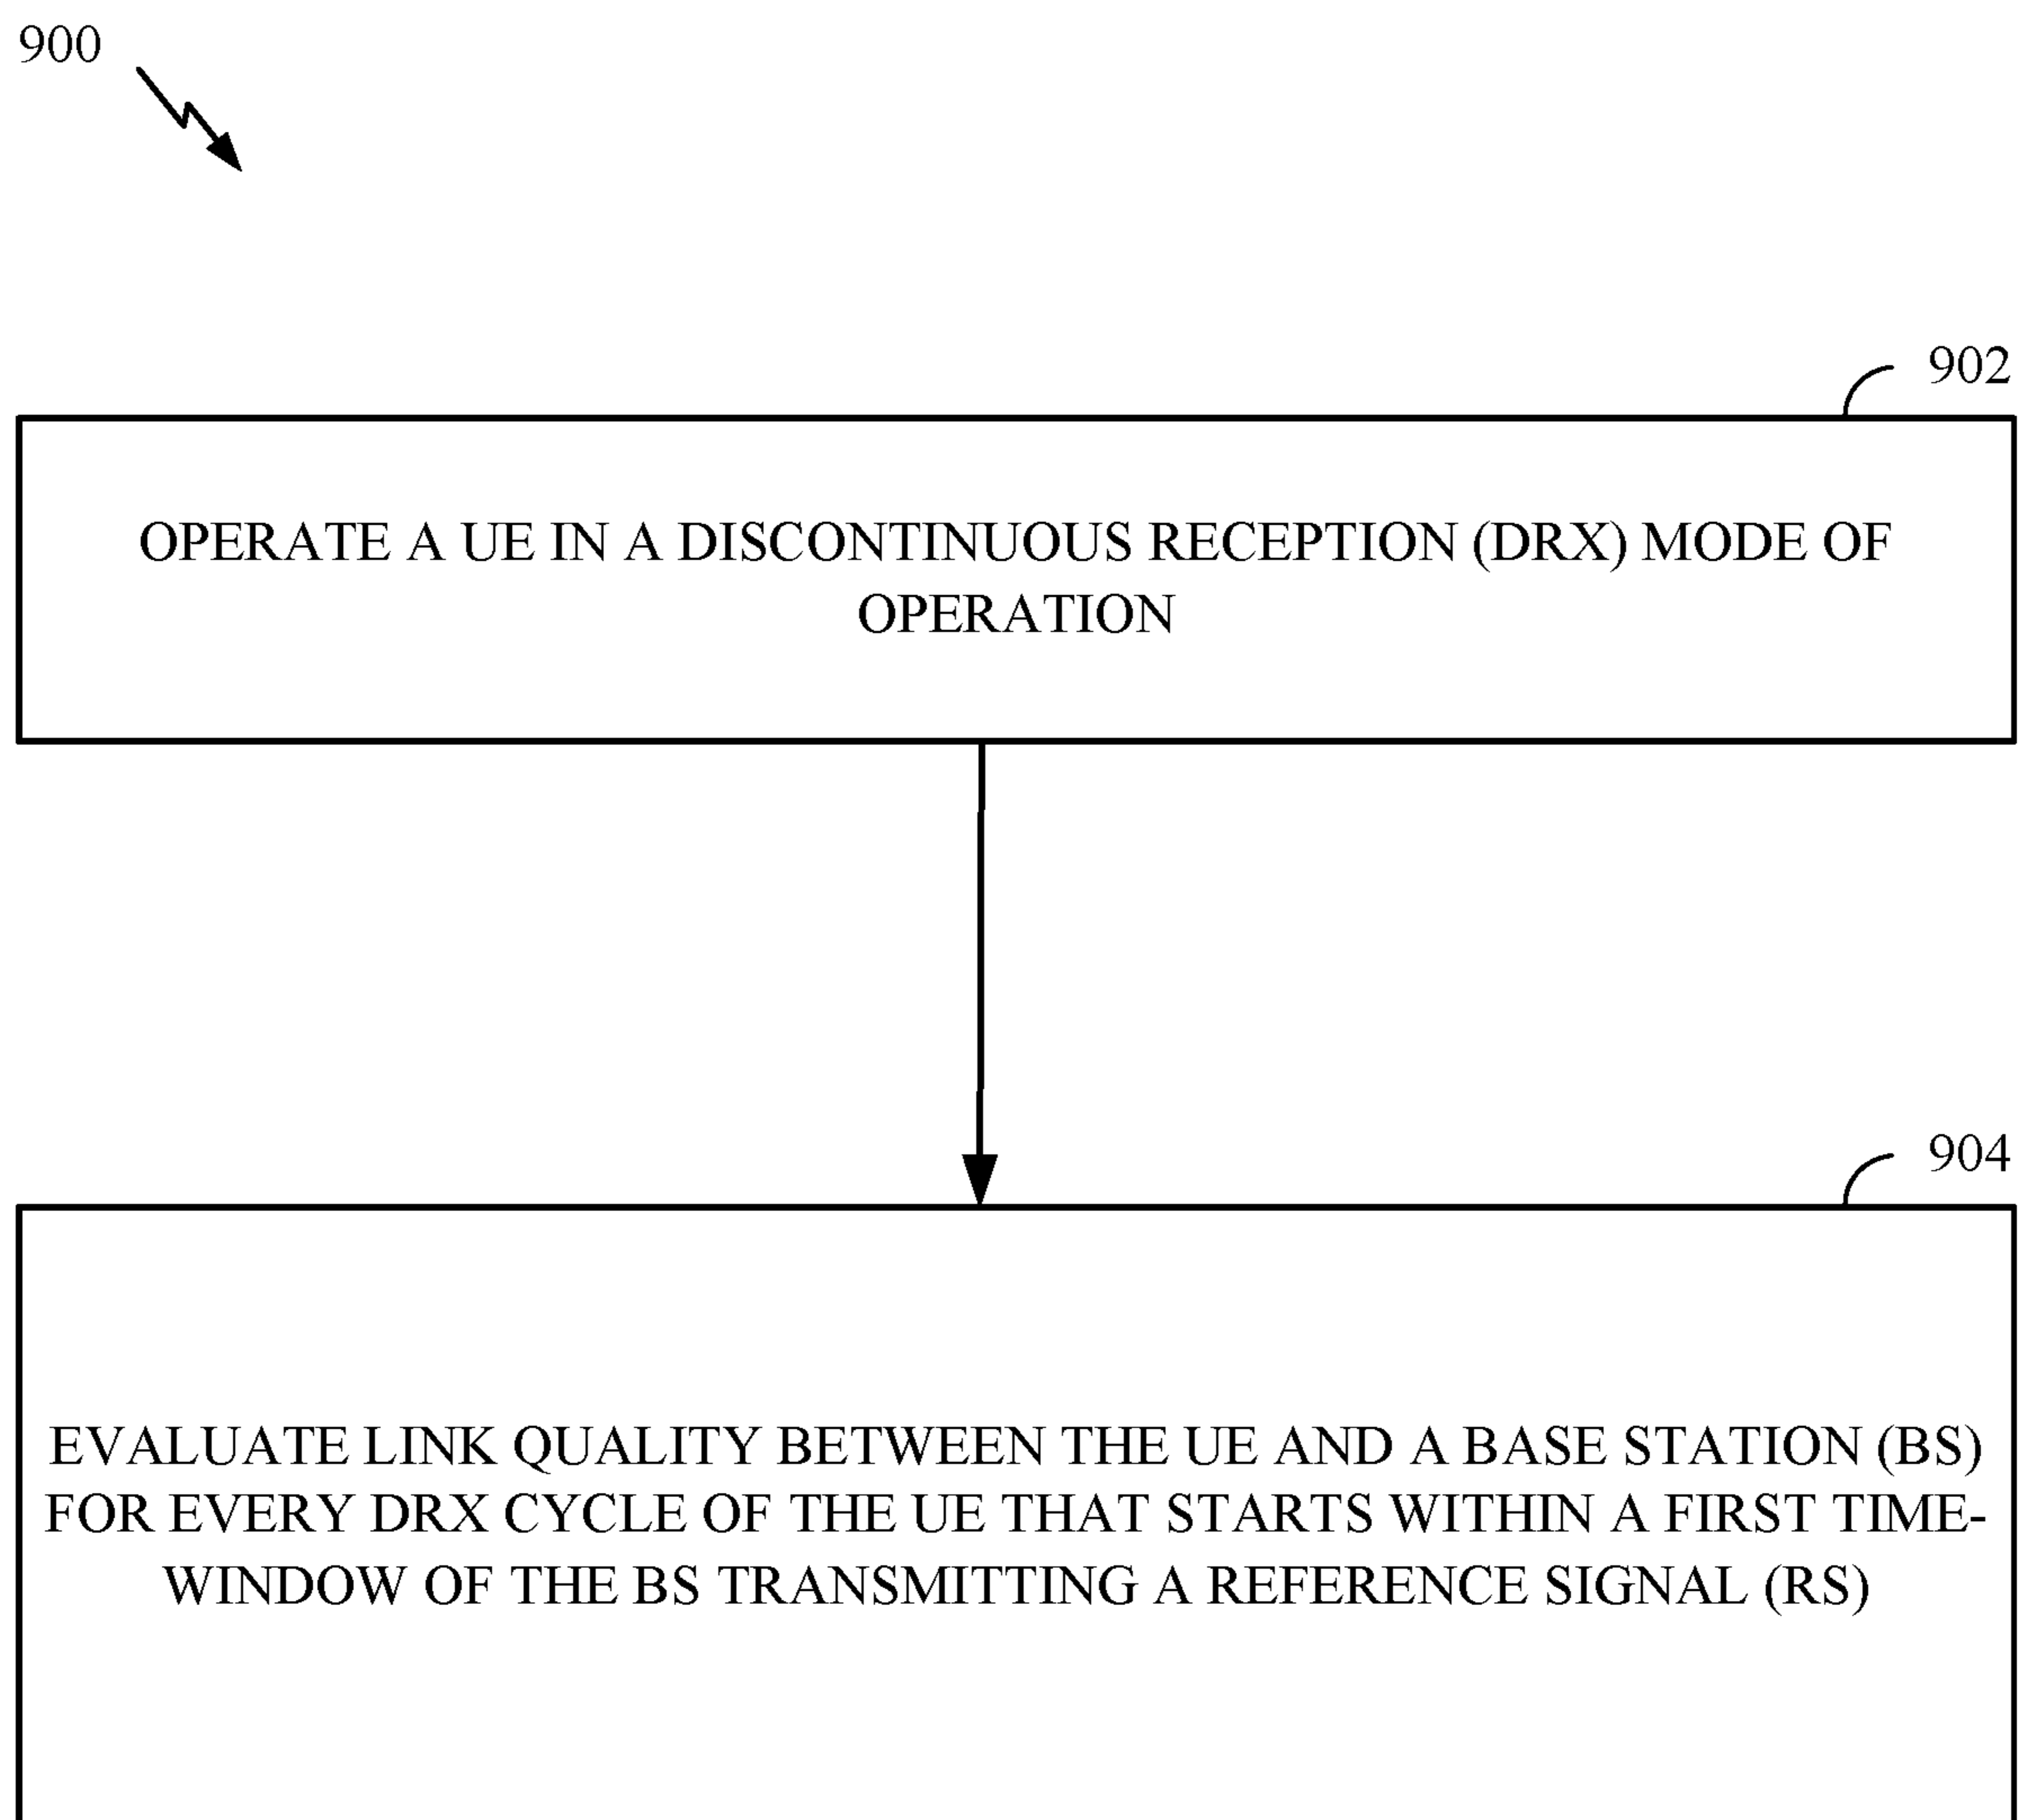 900
902
OPERATE A UE IN A DISCONTINUOUS RECEPTION (DRX) MODE OF
OPERATION
904
EVALUATE LINK QUALITY BETWEEN THE UE AND A BASE STATION (BS)
FOR EVERY DRX CYCLE OF THE UE THAT STARTS WITHIN A FIRST TIME-
WINDOW OF THE BS TRANSMITTING A REFERENCE SIGNAL (RS)